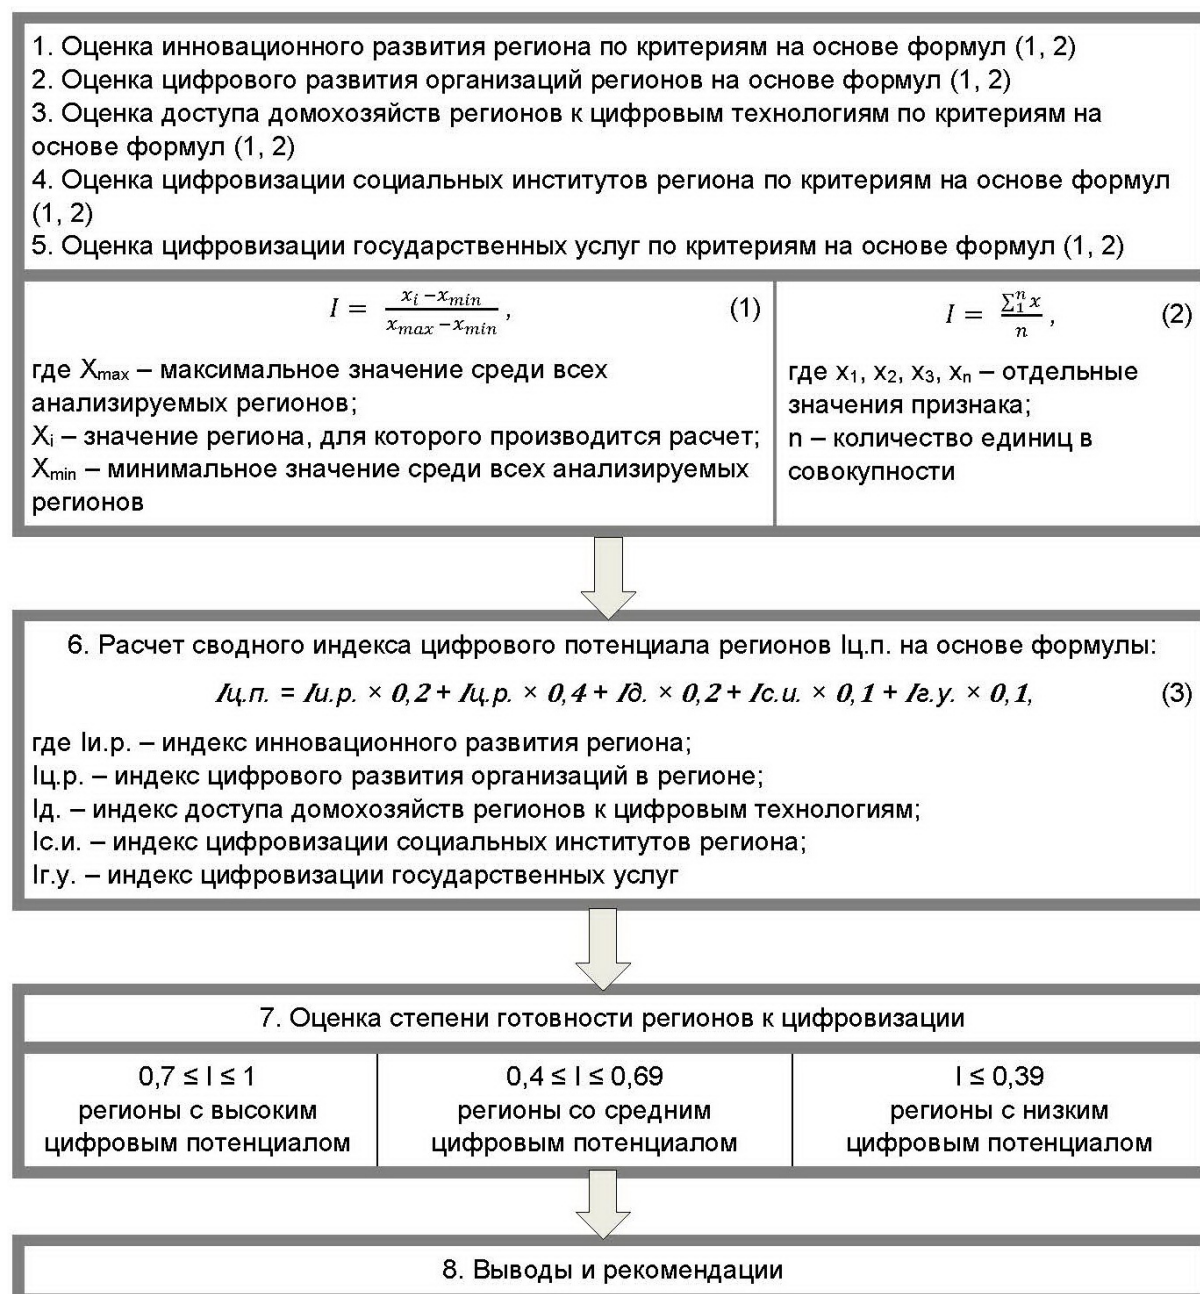 1. Оценка инновационного развития региона по критериям на основе формул (1, 2)
2. Оценка цифрового развития организаций регионов на основе формул (1, 2)
3. Оценка доступа домохозяйств регионов к цифровым технологиям по критериям на
основе формул (1, 2)
4. Оценка цифровизации социальных институтов региона по критериям на основе формул
(1, 2)
5. Оценка цифровизации государственных услуг по критериям на основе формул (1, 2)
I = (x_i − x_min) / (x_max − x_min), (1)
где X_max – максимальное значение среди всех
анализируемых регионов;
X_i – значение региона, для которого производится расчет;
X_min – минимальное значение среди всех анализируемых
регионов
I = ∑₁ⁿ x / n, (2)
где x₁, x₂, x₃, xₙ – отдельные
значения признака;
n – количество единиц в
совокупности
6. Расчет сводного индекса цифрового потенциала регионов Iц.п. на основе формулы:
Iц.п. = Iи.р. × 0,2 + Iц.р. × 0,4 + Iд. × 0,2 + Iс.и. × 0,1 + Iг.у. × 0,1, (3)
где Iи.р. – индекс инновационного развития региона;
Iц.р. – индекс цифрового развития организаций в регионе;
Iд. – индекс доступа домохозяйств регионов к цифровым технологиям;
Iс.и. – индекс цифровизации социальных институтов региона;
Iг.у. – индекс цифровизации государственных услуг
7. Оценка степени готовности регионов к цифровизации
0,7 ≤ I ≤ 1
регионы с высоким
цифровым потенциалом
0,4 ≤ I ≤ 0,69
регионы со средним
цифровым потенциалом
I ≤ 0,39
регионы с низким
цифровым потенциалом
8. Выводы и рекомендации